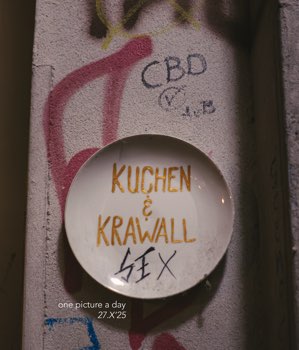 CBD
KUCHEN
&
KRAWALL
SEX
one picture a day
27.X'25